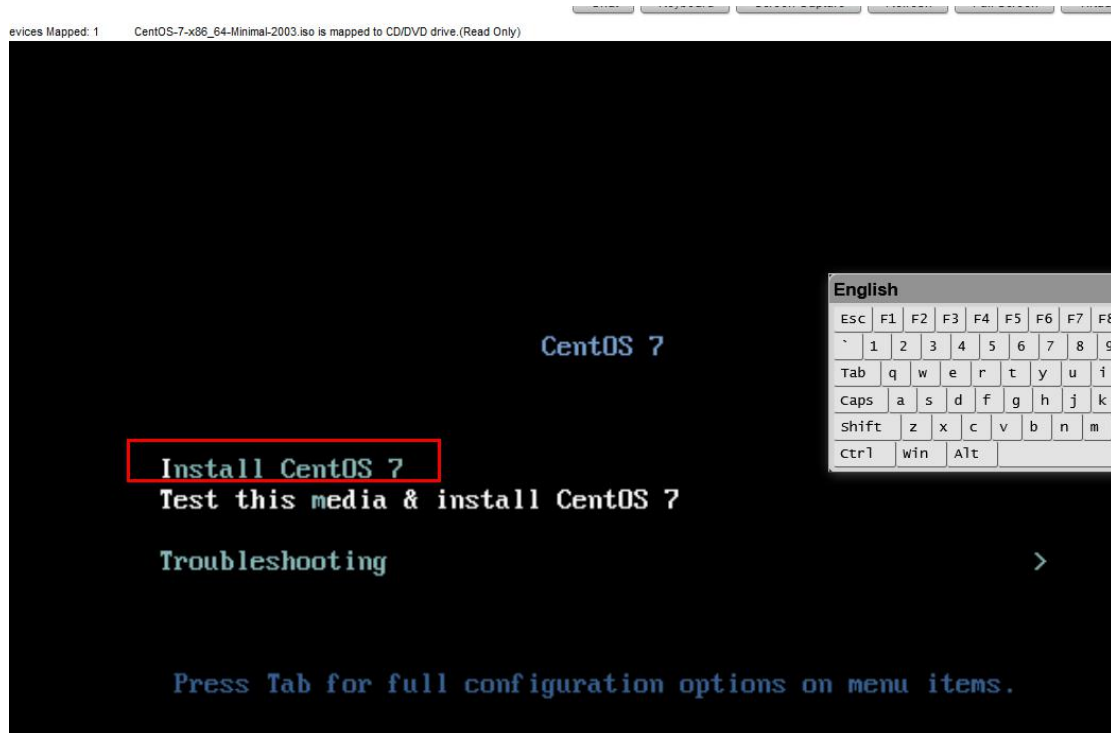 evices Mapped: 1 CentOS-7-x86_64-Minimal-2003.iso is mapped to CD/DVD drive.(Read Only)
English
Esc F1 F2 F3 F4 F5 F6 F7 F8
CentOS 7
` 1 2 3 4 5 6 7 8 9
Tab q w e r t y u i
Caps a s d f g h j k
Shift z x c v b n m
Ctrl Win Alt
Install CentOS 7
Test this media & install CentOS 7
Troubleshooting >
Press Tab for full configuration options on menu items.